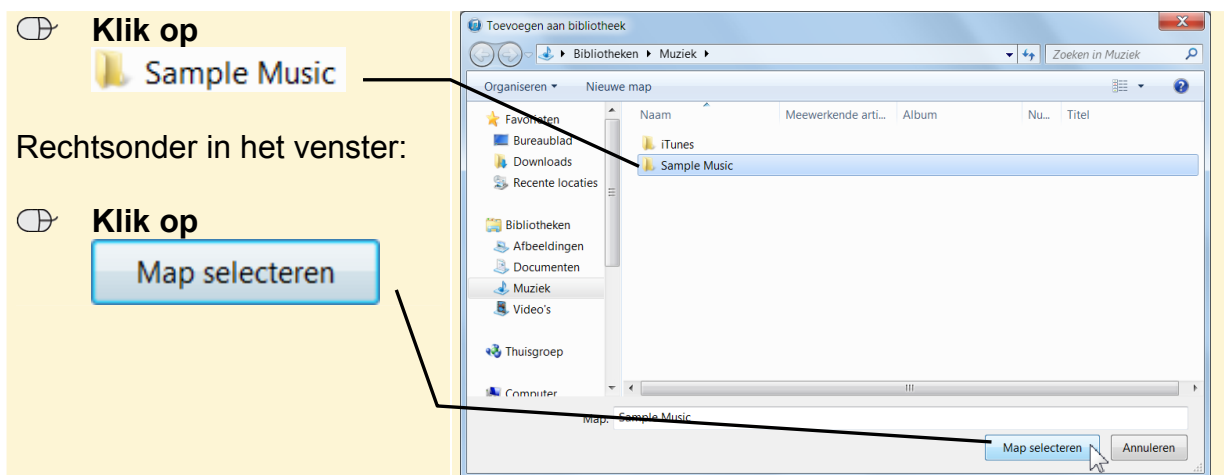 Klik op
Sample Music
Rechtsonder in het venster:
Klik op
Map selecteren
Toevoegen aan bibliotheek
Bibliotheken Muziek
Zoeken in Muziek
Organiseren Nieuwe map
Naam Meewerkende arti... Album Nu... Titel
Favorieten
Bureaublad
Downloads
Recente locaties
Bibliotheken
Afbeeldingen
Documenten
Muziek
Video's
Thuisgroep
Computer
iTunes
Sample Music
Map: Sample Music
Map selecteren Annuleren